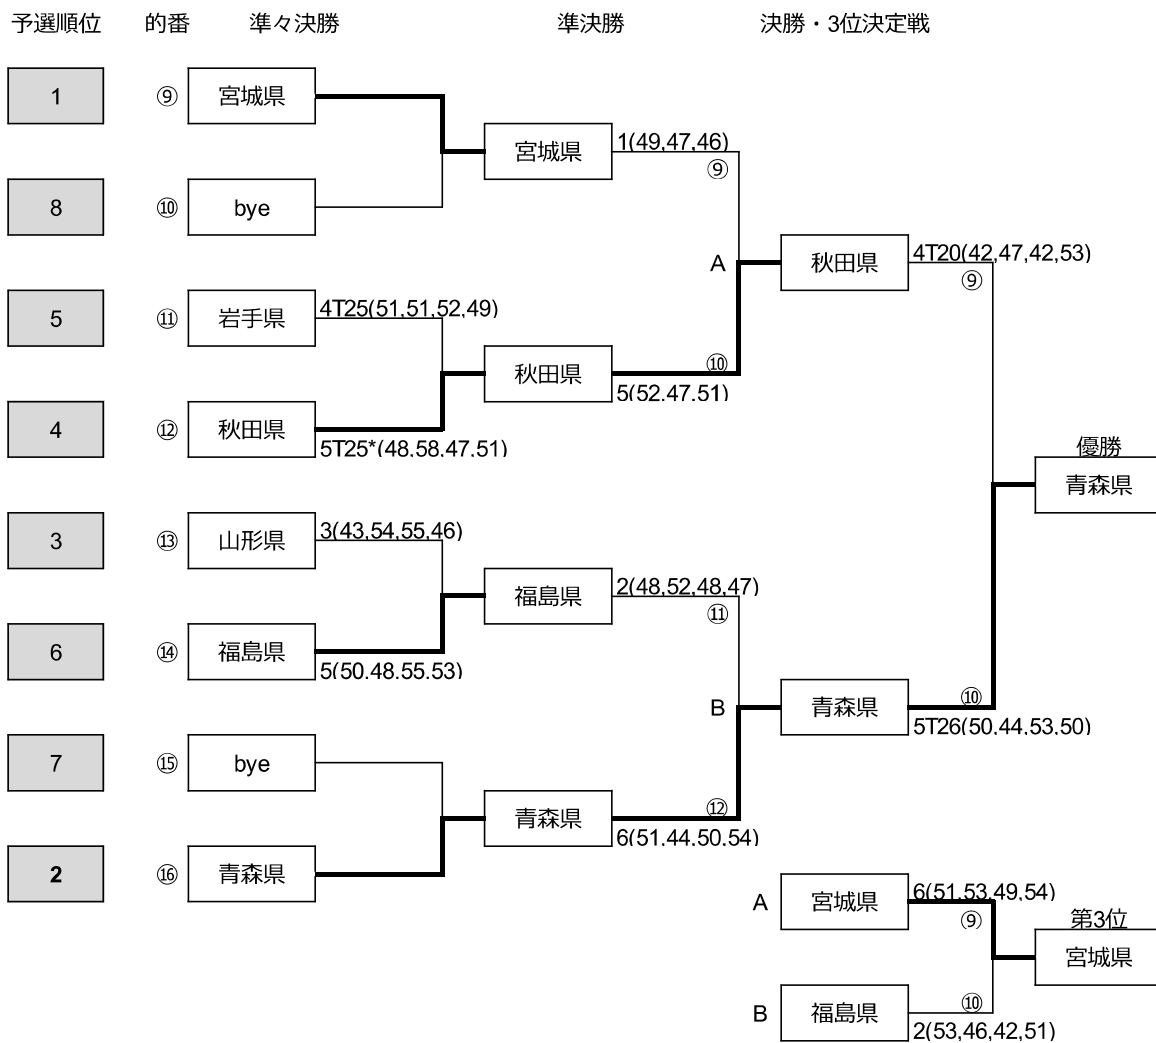 予選順位 的番 準々決勝 準決勝 決勝・3位決定戦
1 ⑨ 宮城県
宮城県 1(49,47,46)
⑨
8 ⑩ bye
A 秋田県 4T20(42,47,42,53)
⑨
5 ⑪ 岩手県 4T25(51,51,52,49)
秋田県 ⑩
5(52,47,51)
4 ⑫ 秋田県
5T25*(48,58,47,51)
優勝
青森県
3 ⑬ 山形県 3(43,54,55,46)
福島県 2(48,52,48,47)
⑪
6 ⑭ 福島県
5(50,48,55,53)
B 青森県 ⑩
5T26(50,44,53,50)
7 ⑮ bye
青森県 ⑫
6(51,44,50,54)
2 ⑯ 青森県
A 宮城県 6(51,53,49,54)
⑨
第3位
宮城県
B 福島県 ⑩
2(53,46,42,51)